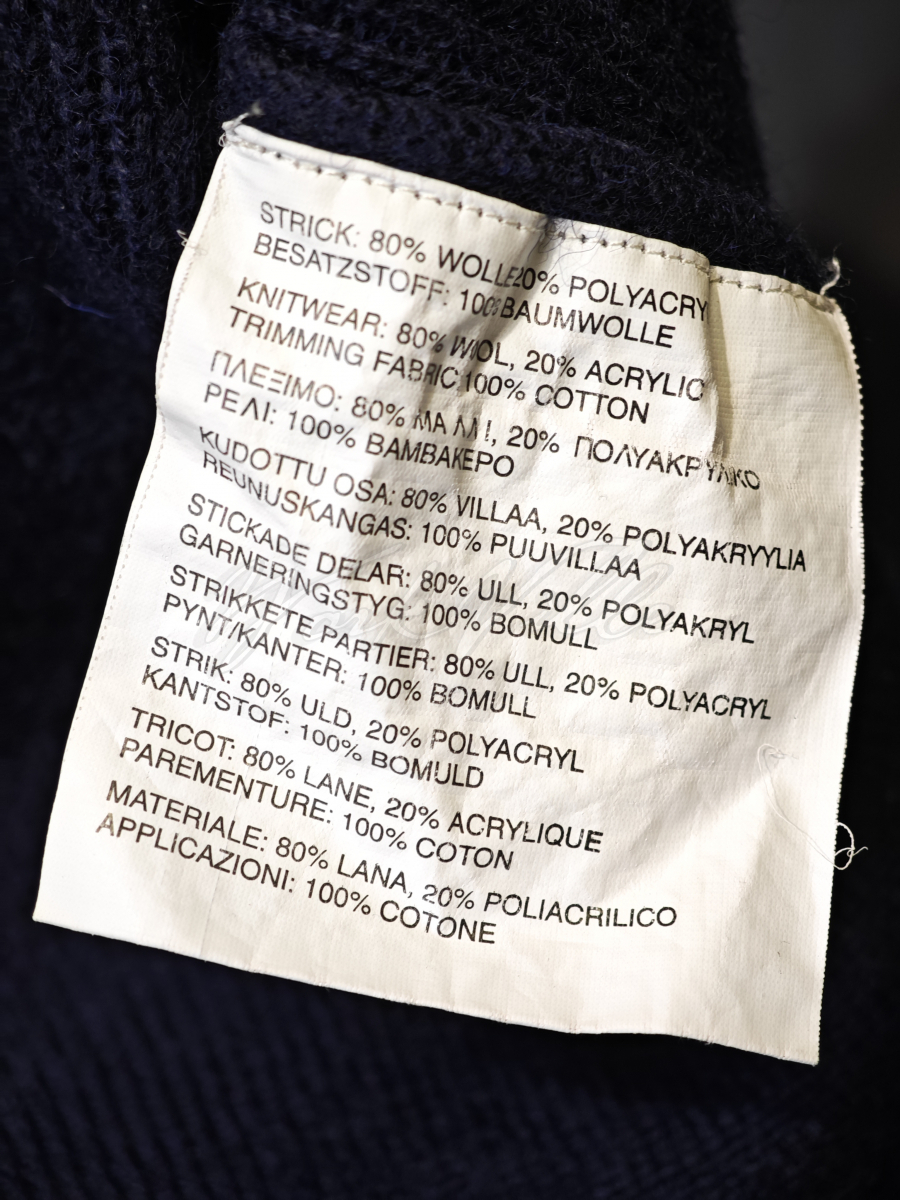 STRICK: 80% WOLLE 20% POLYACRY
BESATZSTOFF: 100% BAUMWOLLE
KNITWEAR: 80% WOOL, 20% ACRYLIC
TRIMMING FABRIC 100% COTTON
ΠΛΕΞΙΜΟ: 80% 20% ΠΟΛΥΑΚΡΥΛΙΚΟ
ΡΕΛΙ: 100% ΒΑΜΒΑΚΕΡΟ
KUDOTTU OSA: 80% VILLAA, 20% POLYAKRYYLIA
REUNUSKANGAS: 100% PUUVILLAA
STICKADE DELAR: 80% ULL, 20% POLYAKRYL
GARNERINGSTYG: 100% BOMULL
STRIKKETE PARTIER: 80% ULL, 20% POLYACRYL
PYNT/KANTER: 100% BOMULL
STRIK: 80% ULD, 20% POLYACRYL
KANTSTOF: 100% BOMULD
TRICOT: 80% LANE, 20% ACRYLIQUE
PAREMENTURE: 100% COTON
MATERIALE: 80% LANA, 20% POLIACRILICO
APPLICAZIONI: 100% COTONE